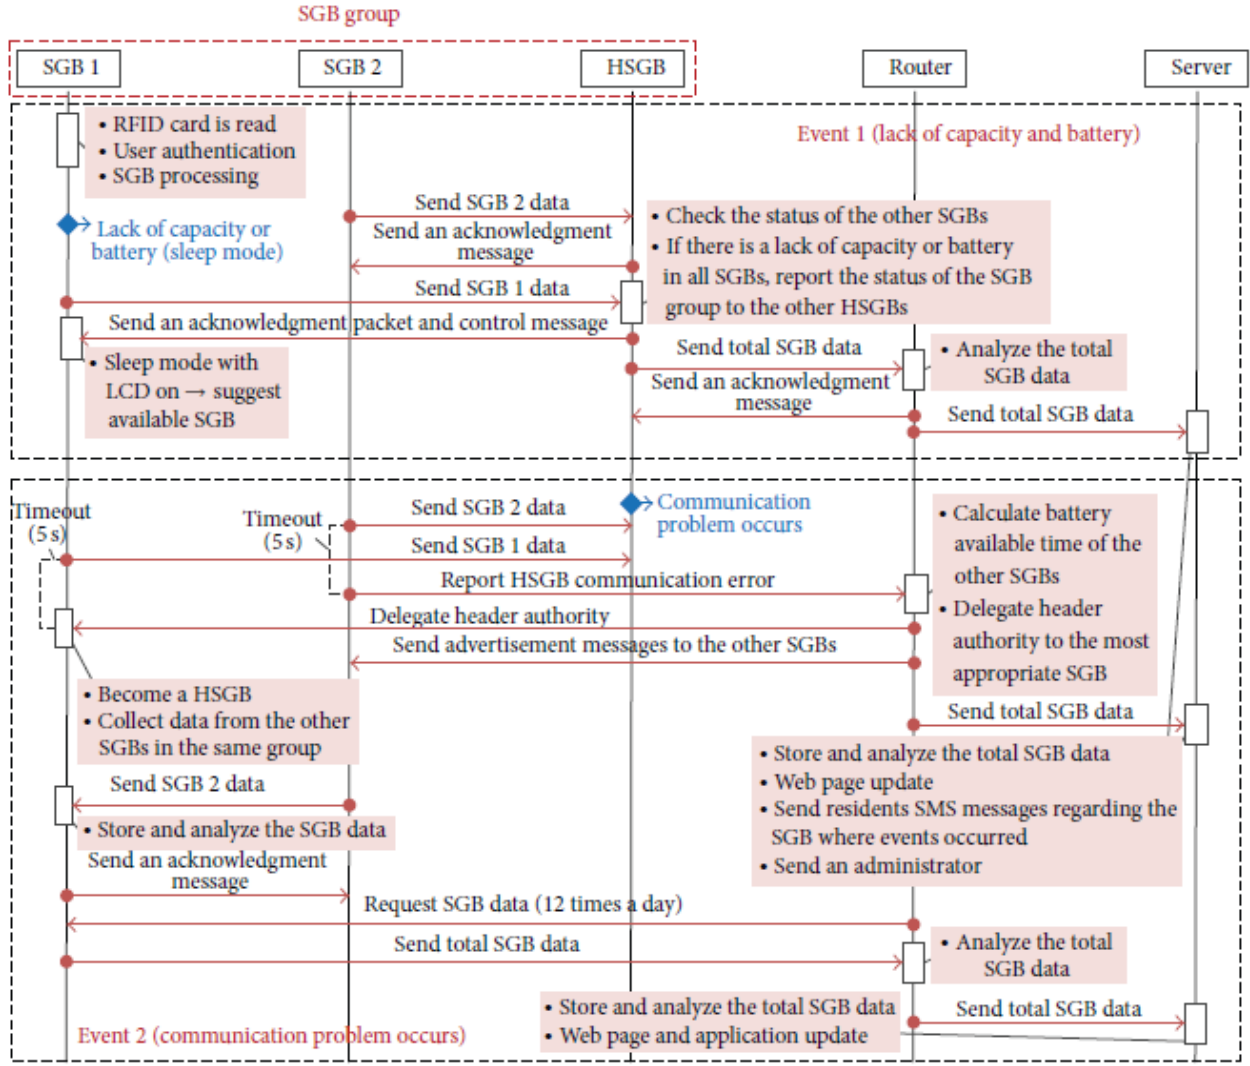 SGB group
SGB 1
SGB 2
HSGB
Router
Server
• RFID card is read
• User authentication
• SGB processing
Event 1 (lack of capacity and battery)
Lack of capacity or
battery (sleep mode)
Send SGB 2 data
Send an acknowledgment
message
• Check the status of the other SGBs
• If there is a lack of capacity or battery
in all SGBs, report the status of the SGB
group to the other HSGBs
Send SGB 1 data
Send an acknowledgment packet and control message
• Sleep mode with
LCD on → suggest
available SGB
Send total SGB data
• Analyze the total
SGB data
Send an acknowledgment
message
Send total SGB data
Timeout
(5 s)
Timeout
(5 s)
Send SGB 2 data
Communication
problem occurs
Send SGB 1 data
Report HSGB communication error
• Calculate battery
available time of the
other SGBs
• Delegate header
authority to the most
appropriate SGB
Delegate header authority
Send advertisement messages to the other SGBs
• Become a HSGB
• Collect data from the other
SGBs in the same group
Send total SGB data
• Store and analyze the total SGB data
• Web page update
• Send residents SMS messages regarding the
SGB where events occurred
• Send an administrator
Send SGB 2 data
• Store and analyze the SGB data
Send an acknowledgment
message
Request SGB data (12 times a day)
Send total SGB data
• Analyze the total
SGB data
• Store and analyze the total SGB data
• Web page and application update
Send total SGB data
Event 2 (communication problem occurs)